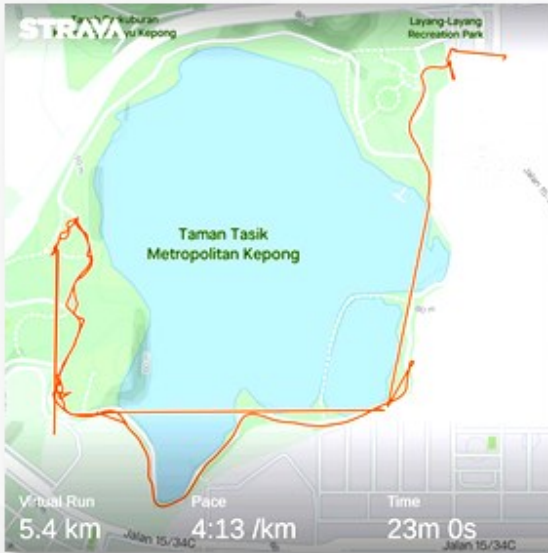 STRAVA
Layang-Layang
Recreation Park
Kepong
Taman Tasik
Metropolitan Kepong
Virtual Run
Pace
Time
5.4 km
4:13 /km
23m 0s
Jalan 15/34C
Jalan 15/34C